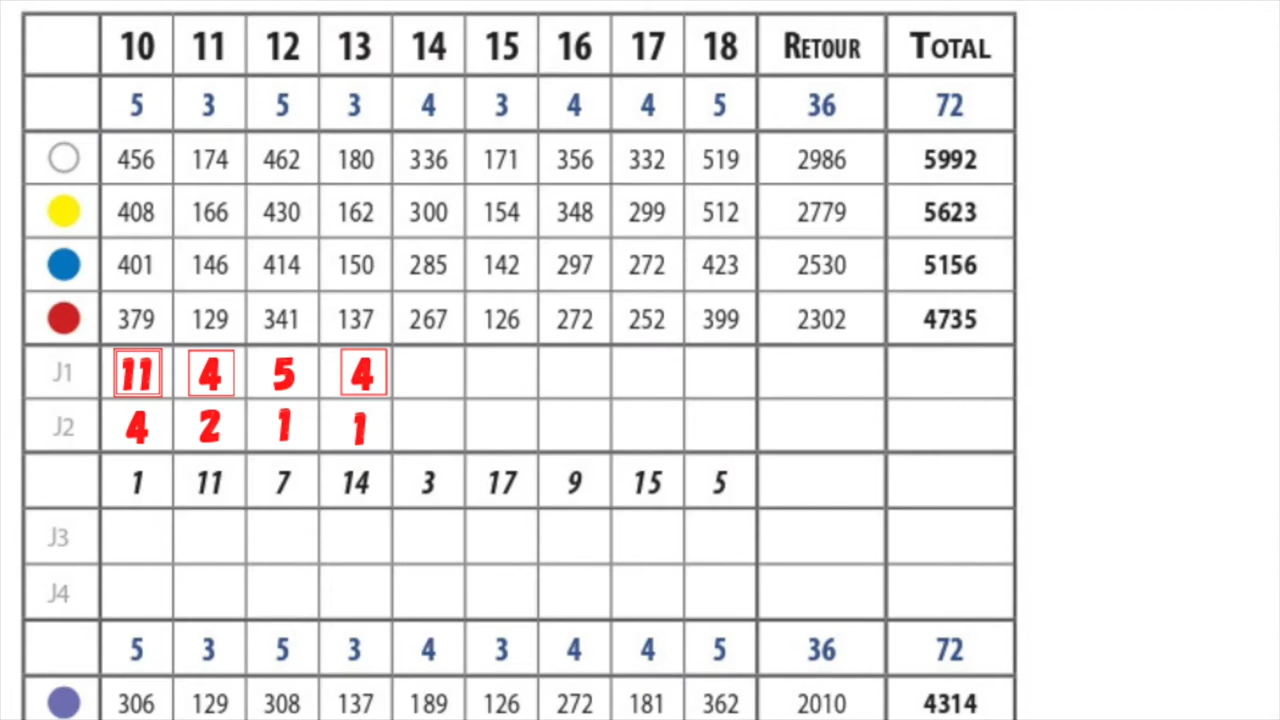 10 11 12 13 14 15 16 17 18 RETOUR TOTAL
5 3 5 3 4 3 4 4 5 36 72
456 174 462 180 336 171 356 332 519 2986 5992
408 166 430 162 300 154 348 299 512 2779 5623
401 146 414 150 285 142 297 272 423 2530 5156
379 129 341 137 267 126 272 252 399 2302 4735
J1 11 4 5 4
J2 4 2 1 1
1 11 7 14 3 17 9 15 5
J3
J4
5 3 5 3 4 3 4 4 5 36 72
306 129 308 137 189 126 272 181 362 2010 4314